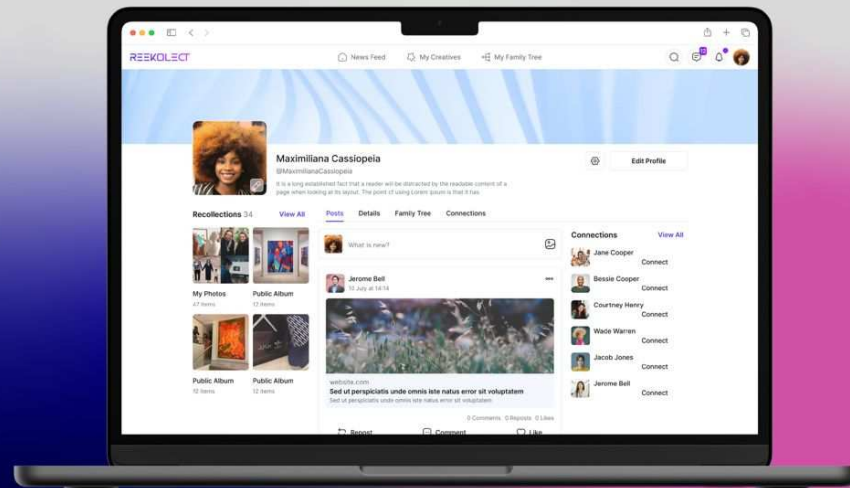 REEKOLECT
News Feed
My Creatives
My Family Tree
12
Maximiliana Cassiopeia
@MaximilianaCassiopeia
It is a long established fact that a reader will be distracted by the readable content of a
page when looking at its layout. The point of using Lorem Ipsum is that it has
Edit Profile
Recollections 34
View All
My Photos
47 items
Public Album
12 items
Public Album
12 items
Public Album
12 items
Posts
Details
Family Tree
Connections
What is new?
Jerome Bell
10 July at 14:14
website.com
Sed ut perspiciatis unde omnis iste natus error sit voluptatem
Sed ut perspiciatis unde omnis iste natus error sit voluptatem
0 Comments 0 Reposts 0 Likes
Repost
Comment
Like
Connections
View All
Jane Cooper
Connect
Bessie Cooper
Connect
Courtney Henry
Connect
Wade Warren
Connect
Jacob Jones
Connect
Jerome Bell
Connect